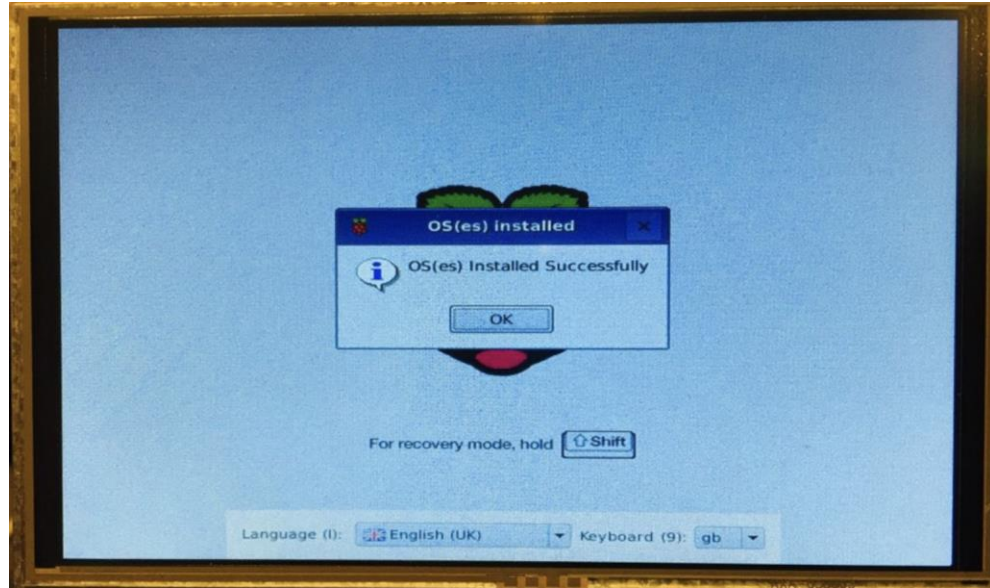 OS(es) installed
OS(es) Installed Successfully
OK
For recovery mode, hold ⇧ Shift
Language (l): English (UK) Keyboard (9): gb